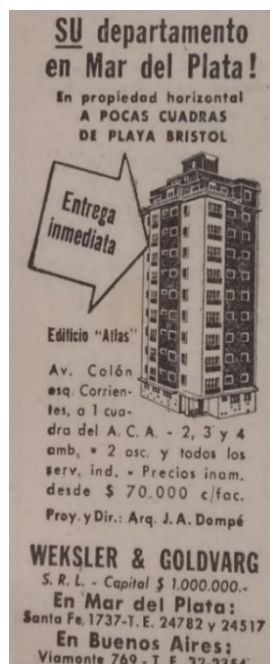 SU departamento
en Mar del Plata!
En propiedad horizontal
A POCAS CUADRAS
DE PLAYA BRISTOL
Entrega
inmediata
Edificio "Atlas"
Av. Colón
esq. Corrien-
tes, a 1 cua-
dra del A.C.A. - 2, 3 y 4
amb, - 2 asc. y todos los
serv. ind. - Precios inam.
desde $ 70.000 c/fac.
Proy. y Dir.: Arq. J. A. Dompé
WEKSLER & GOLDVARG
S. R. L. - Capital $ 1.000.000.-
En Mar del Plata:
Santa Fe, 1737-T. E. 24782 y 24517
En Buenos Aires:
Viamonte 769 - T. E. 32-